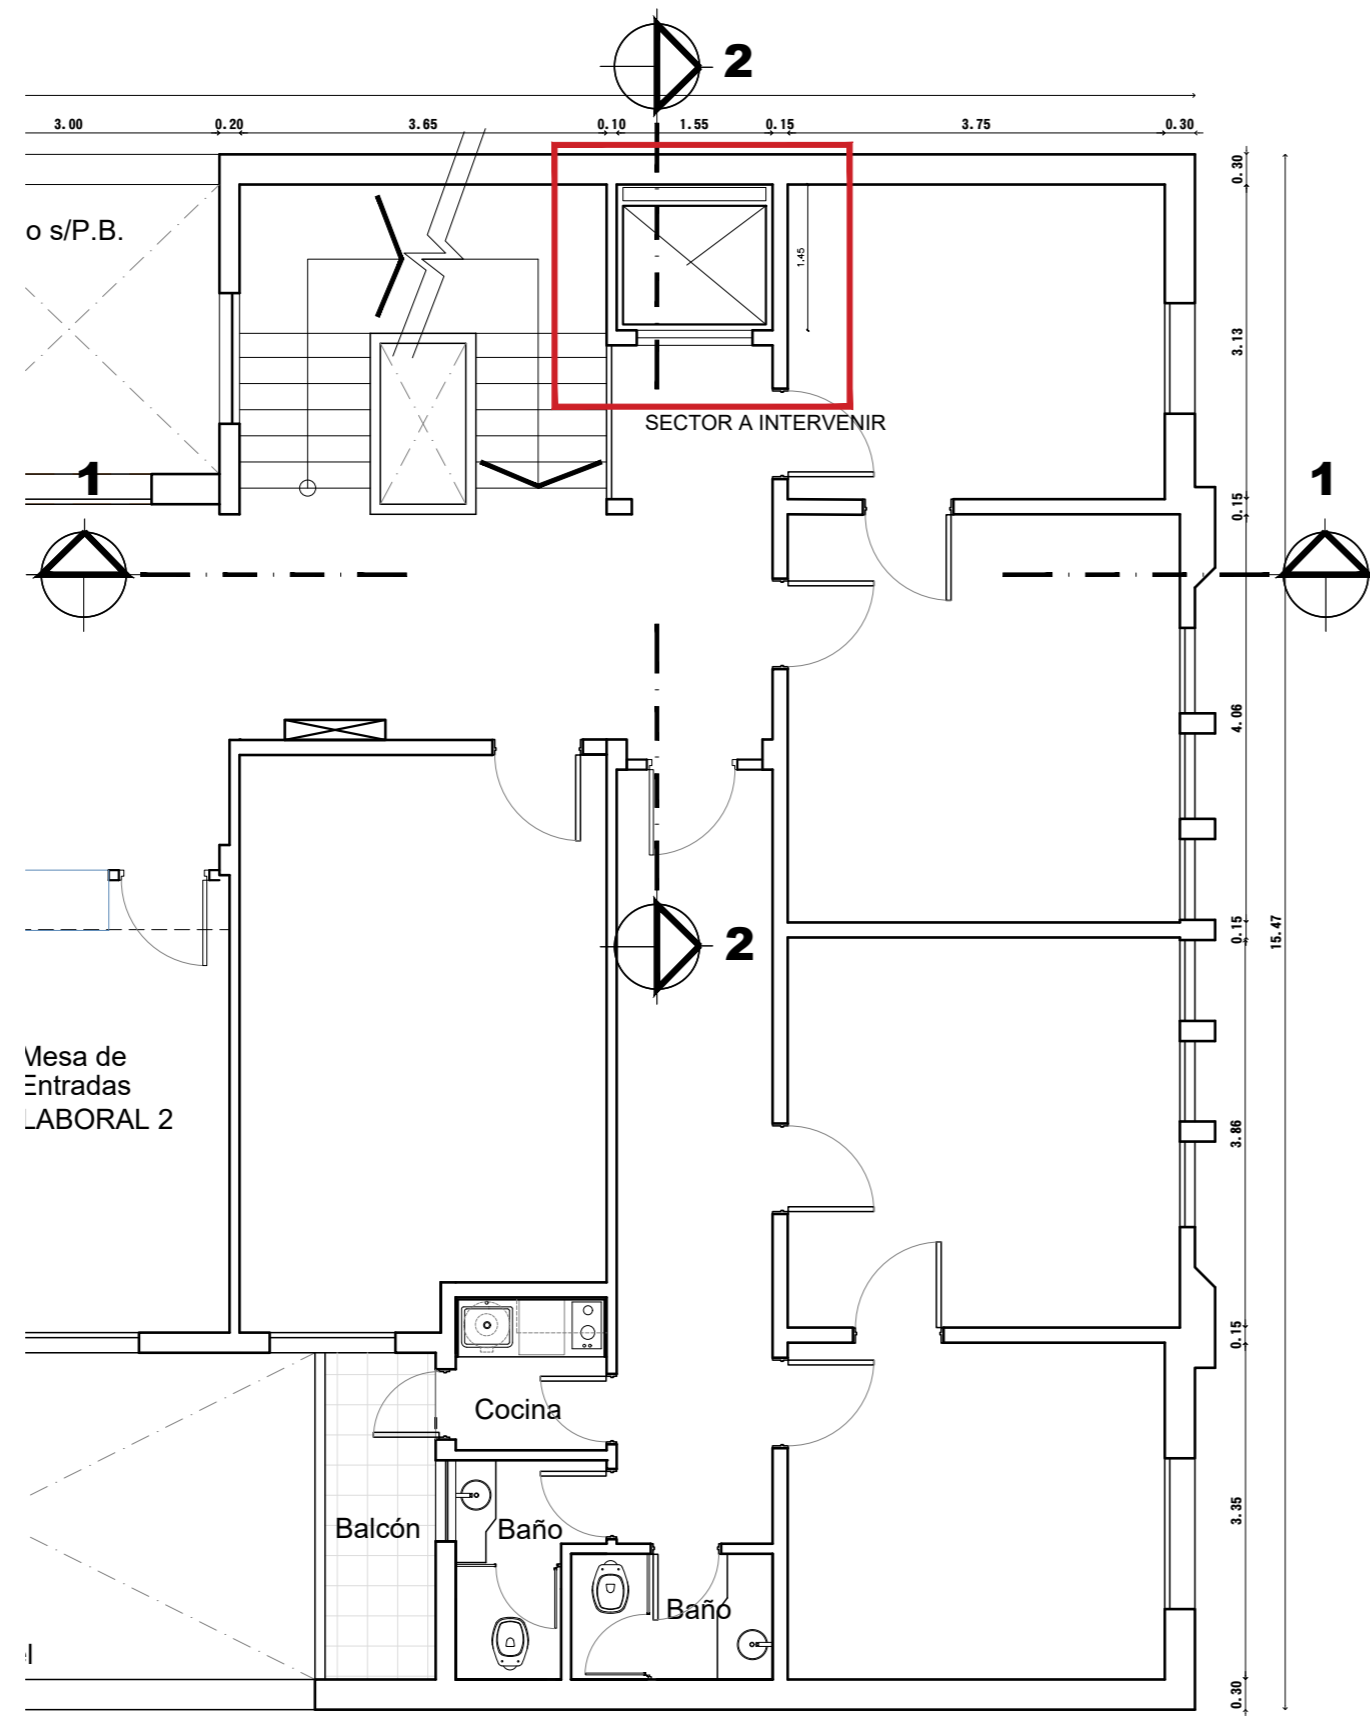 2
3.00 0.20 3.65 0.10 1.55 0.15 3.75 0.30
0.30
o s/P.B.
1.45
3.13
SECTOR A INTERVENIR
1 1
0.15
4.06
2
0.15
15.47
Mesa de
Entradas
LABORAL 2
3.86
0.15
Cocina
Balcón
Baño
3.35
Baño
0.30